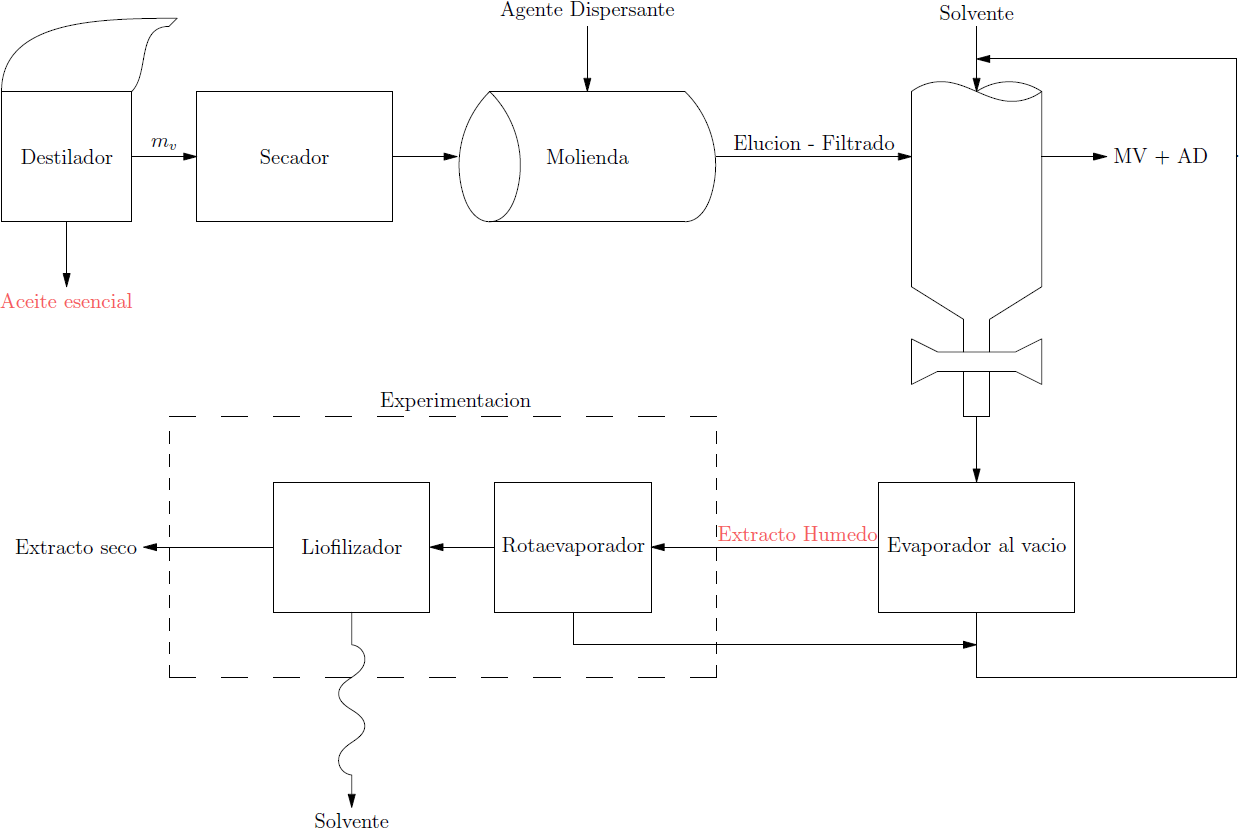 Agente Dispersante
Solvente
Destilador
m_v
Secador
Molienda
Elucion - Filtrado
MV + AD
Aceite esencial
Experimentacion
Extracto seco
Liofilizador
Rotaevaporador
Extracto Humedo
Evaporador al vacio
Solvente